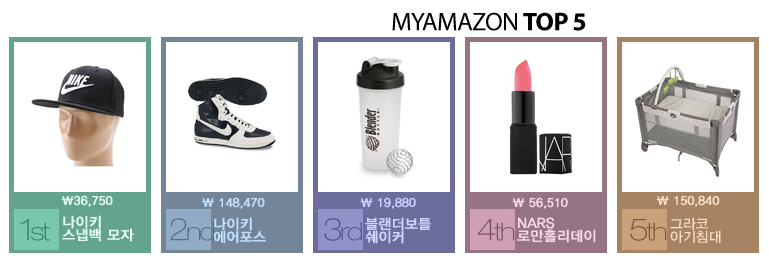 MYAMAZON TOP 5
NIKE
₩36,750
1st
나이키
스냅백 모자
₩ 148,470
2nd
나이키
에어포스
Blender
BOTTLE
₩ 19,880
3rd
블랜더보틀
쉐이커
NARS
₩ 56,510
4th
NARS
로만홀리데이
₩ 150,840
5th
그라코
아기침대